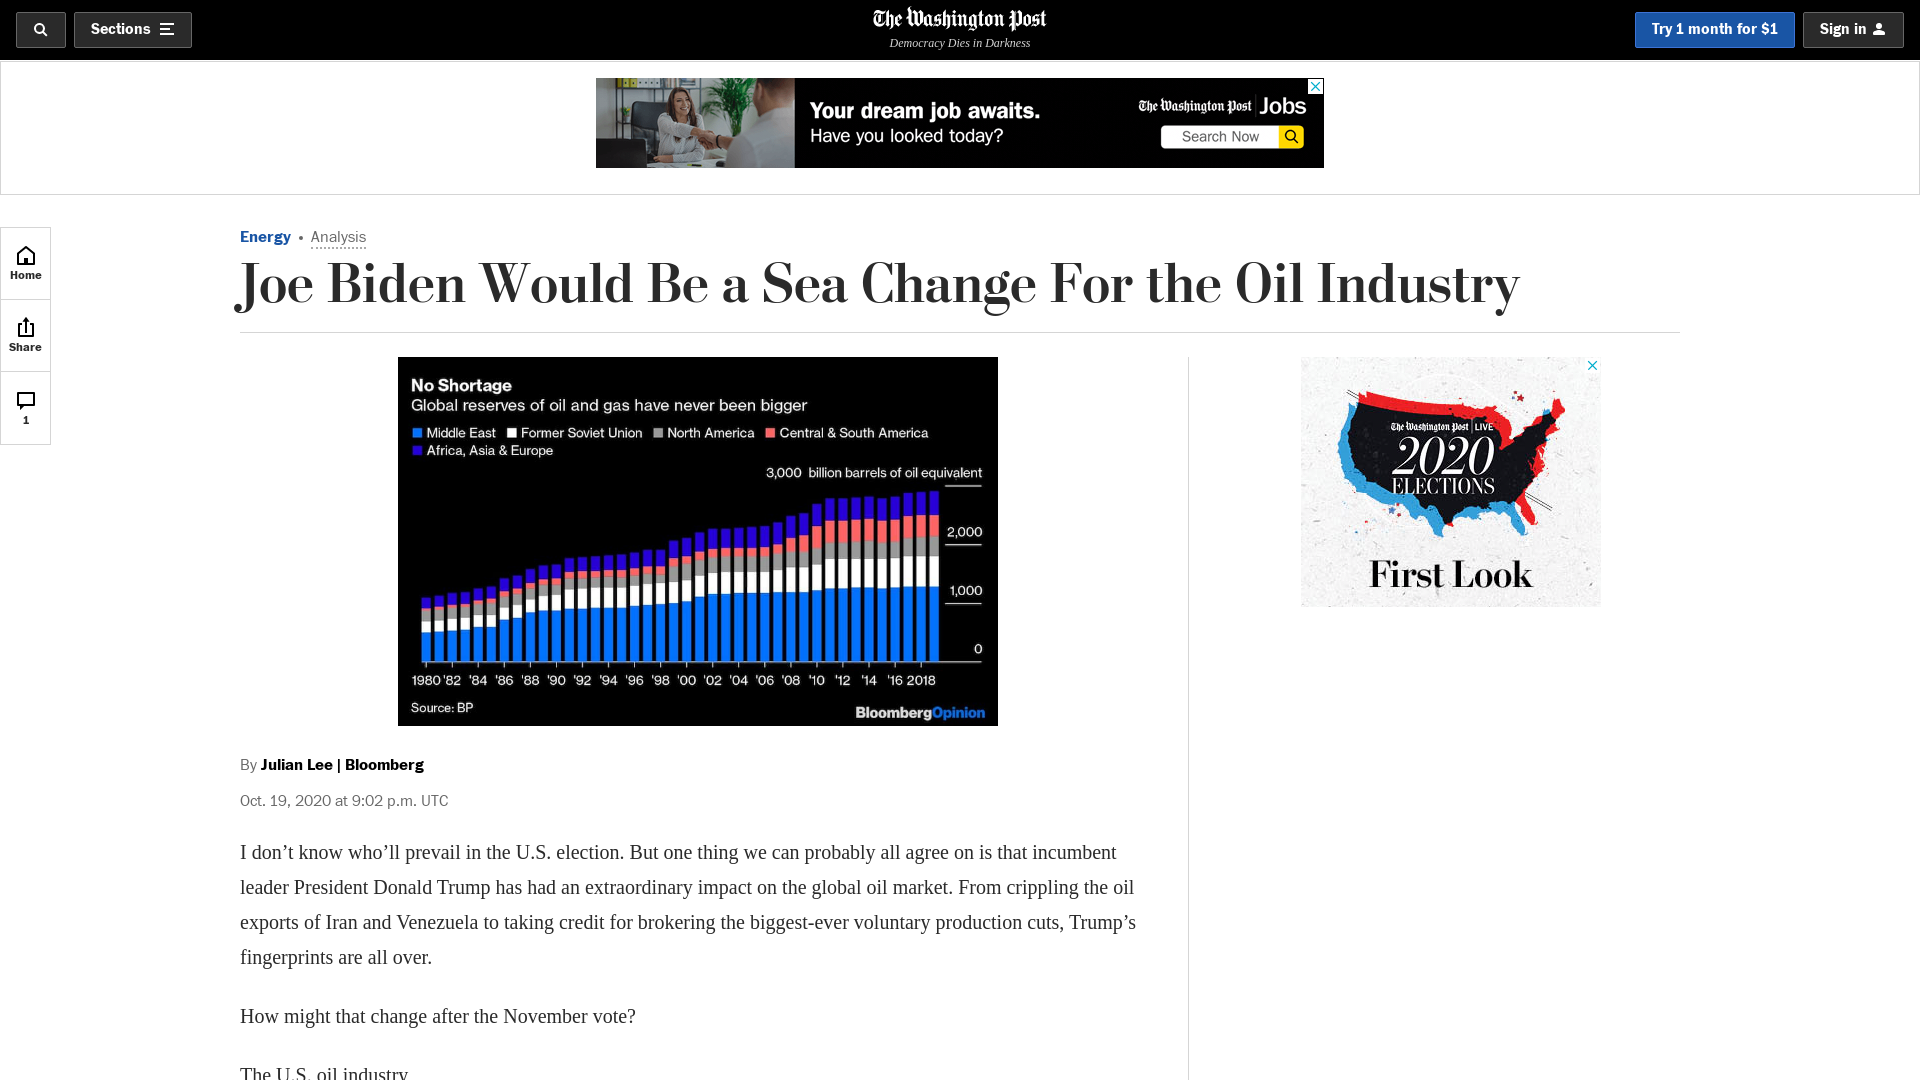 Sections
The Washington Post
Democracy Dies in Darkness
Try 1 month for $1
Sign in
Your dream job awaits.
Have you looked today?
The Washington Post Jobs
Search Now
Home
Share
1
Energy • Analysis
Joe Biden Would Be a Sea Change For the Oil Industry
No Shortage
Global reserves of oil and gas have never been bigger
Middle East Former Soviet Union North America Central & South America
Africa, Asia & Europe
3,000 billion barrels of oil equivalent
2,000
1,000
0
1980 '82 '84 '86 '88 '90 '92 '94 '96 '98 '00 '02 '04 '06 '08 '10 '12 '14 '16 2018
Source: BP
BloombergOpinion
The Washington Post LIVE
2020
ELECTIONS
First Look
By Julian Lee | Bloomberg
Oct. 19, 2020 at 9:02 p.m. UTC
I don’t know who’ll prevail in the U.S. election. But one thing we can probably all agree on is that incumbent
leader President Donald Trump has had an extraordinary impact on the global oil market. From crippling the oil
exports of Iran and Venezuela to taking credit for brokering the biggest-ever voluntary production cuts, Trump’s
fingerprints are all over.
How might that change after the November vote?
The U.S. oil industry